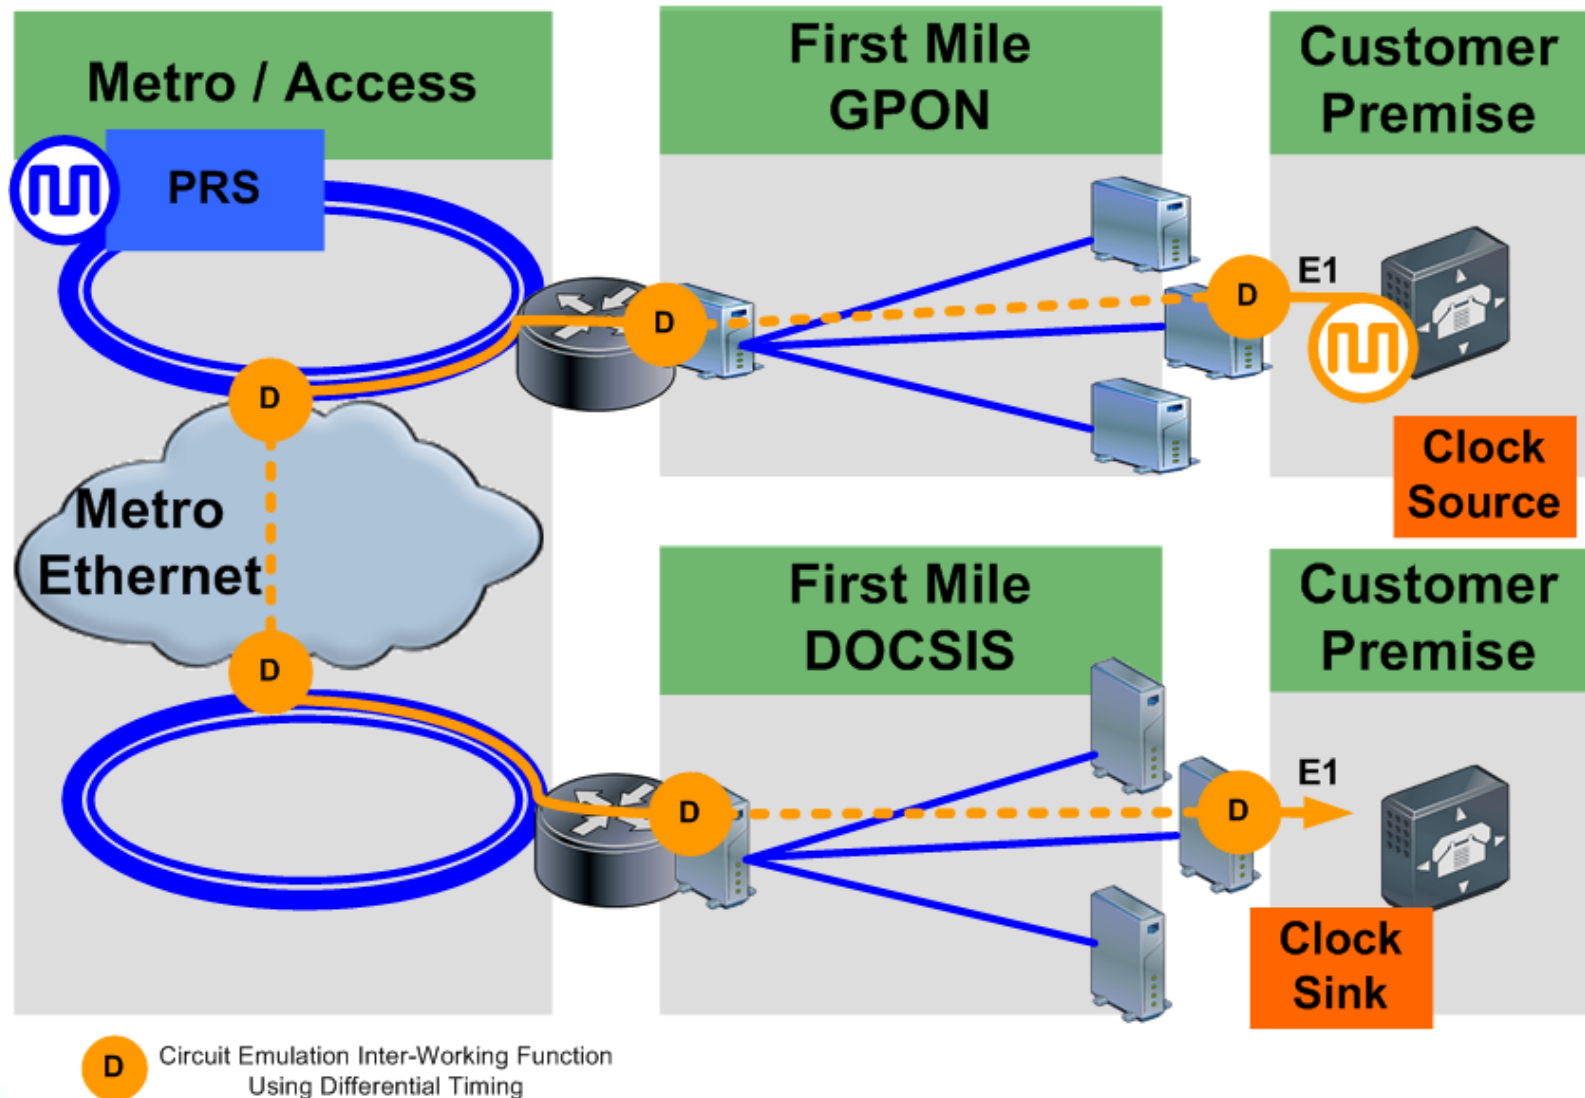 Metro / Access
First Mile
GPON
Customer
Premise
PRS
D
D
E1
D
Clock
Source
Metro
Ethernet
D
First Mile
DOCSIS
Customer
Premise
D
D
E1
Clock
Sink
D
Circuit Emulation Inter-Working Function
Using Differential Timing